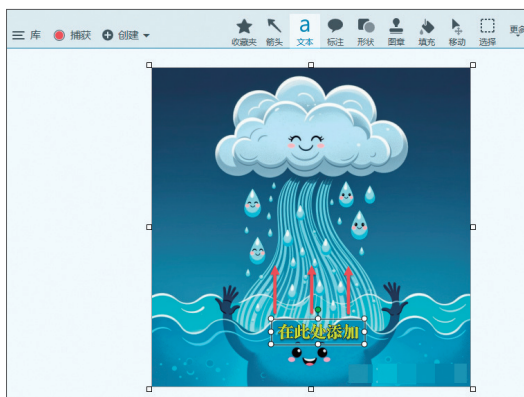 库 捕获 创建 收藏夹 箭头 文本 标注 形状 图章 填充 移动 选择 更多
a
在此处添加